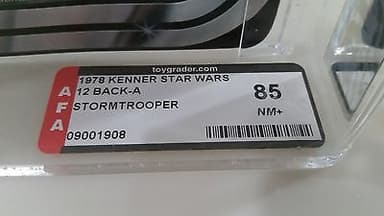 toygrader.com
AFA
1978 KENNER STAR WARS
12 BACK-A
STORMTROOPER
85
NM+
09001908